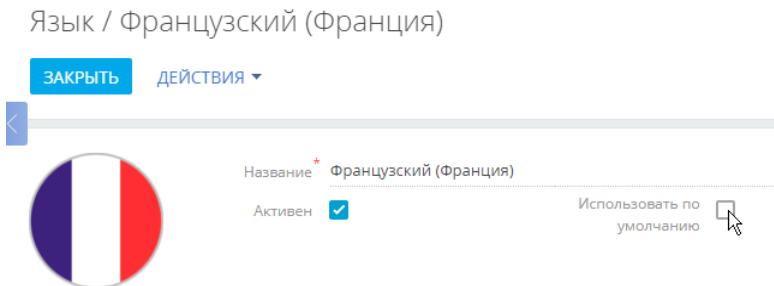 Язык / Французский (Франция)
ЗАКРЫТЬ ДЕЙСТВИЯ
Название* Французский (Франция)
Активен Использовать по
умолчанию